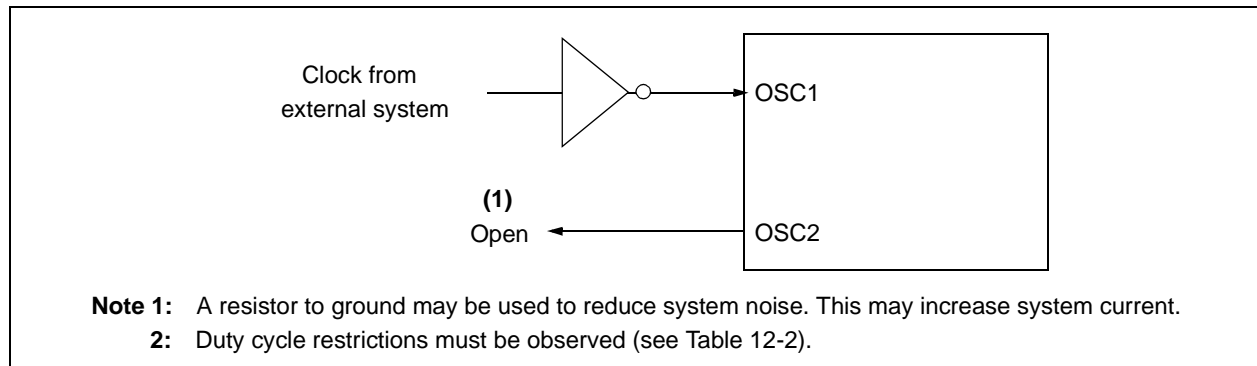 Clock from
external system
OSC1
(1)
Open
OSC2
Note 1: A resistor to ground may be used to reduce system noise. This may increase system current.
2: Duty cycle restrictions must be observed (see Table 12-2).